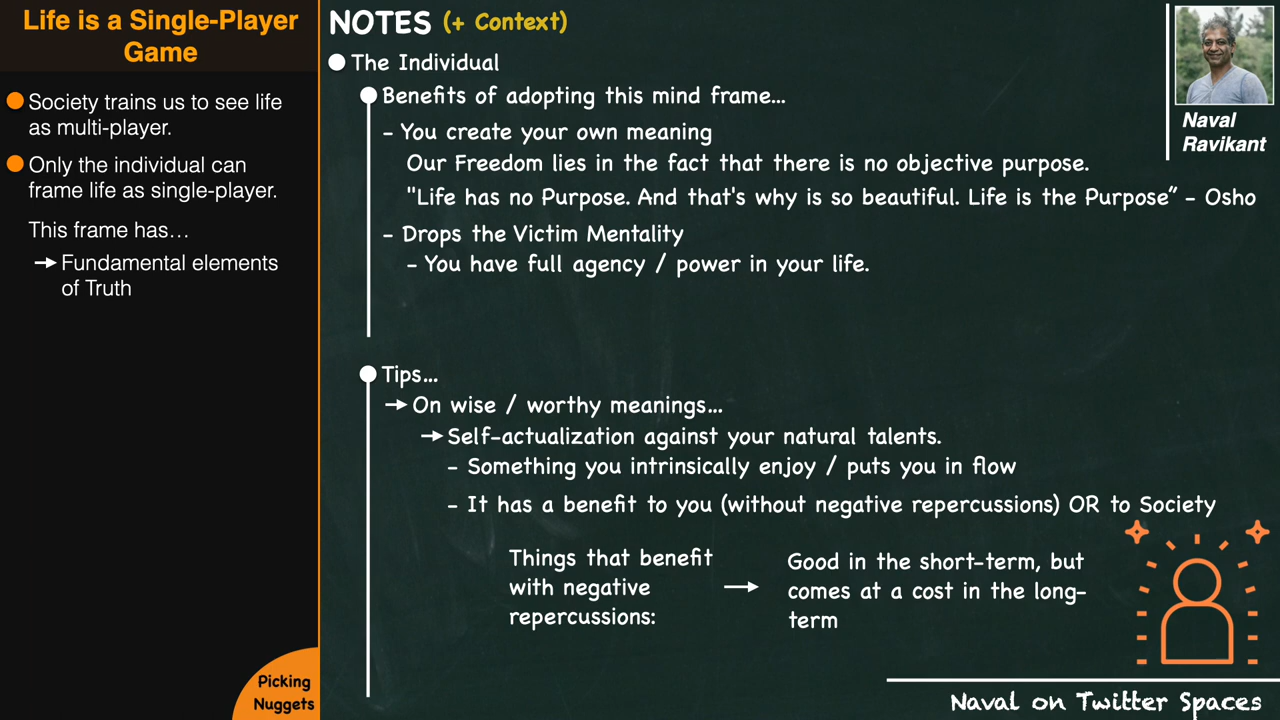 Life is a Single-Player
Game
Society trains us to see life
as multi-player.
Only the individual can
frame life as single-player.
This frame has...
Fundamental elements
of Truth
Picking
Nuggets
NOTES (+ Context)
The Individual
Benefits of adopting this mind frame...
- You create your own meaning
Our Freedom lies in the fact that there is no objective purpose.
"Life has no Purpose. And that's why is so beautiful. Life is the Purpose” - Osho
- Drops the Victim Mentality
- You have full agency / power in your life.
Tips...
→ On wise / worthy meanings...
→ Self-actualization against your natural talents.
- Something you intrinsically enjoy / puts you in flow
- It has a benefit to you (without negative repercussions) OR to Society
Things that benefit
with negative
repercussions:
→
Good in the short-term, but
comes at a cost in the long-
term
Naval
Ravikant
Naval on Twitter Spaces